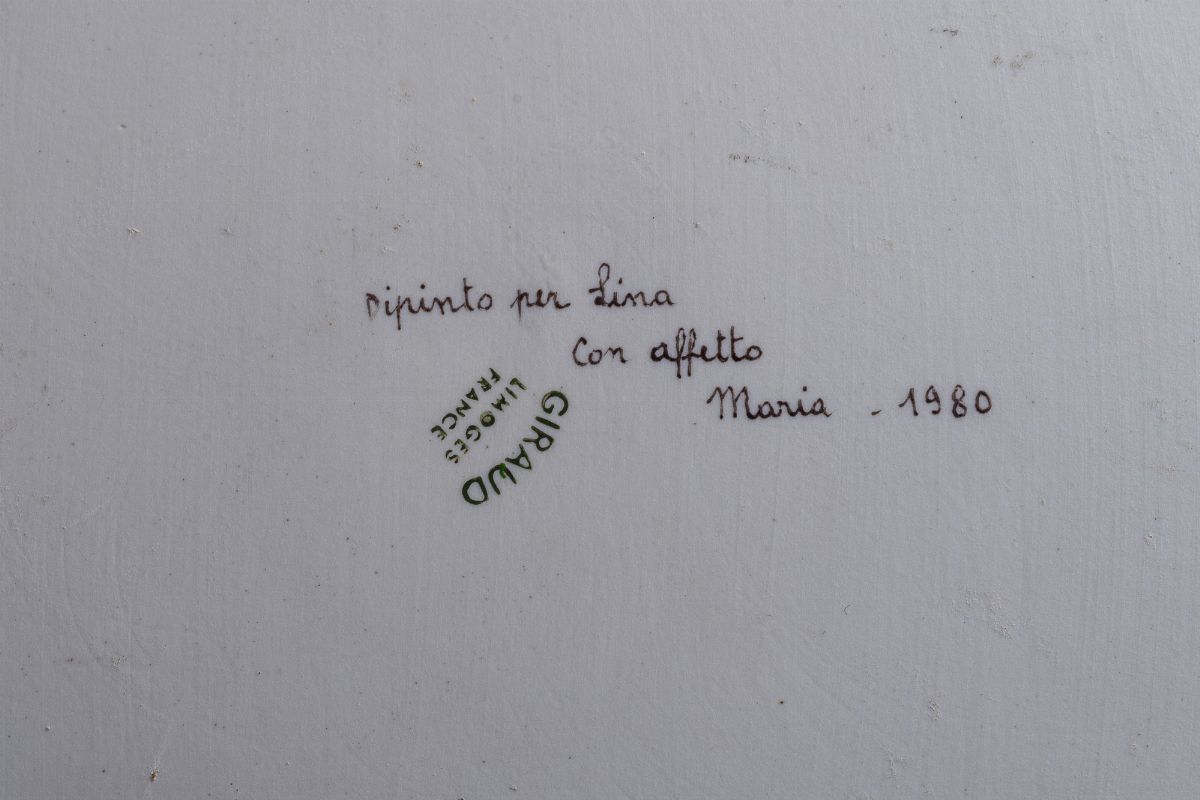 Dipinto per Lina
Con affetto
Maria - 1980
GIRAUD
LIMOGES
FRANCE